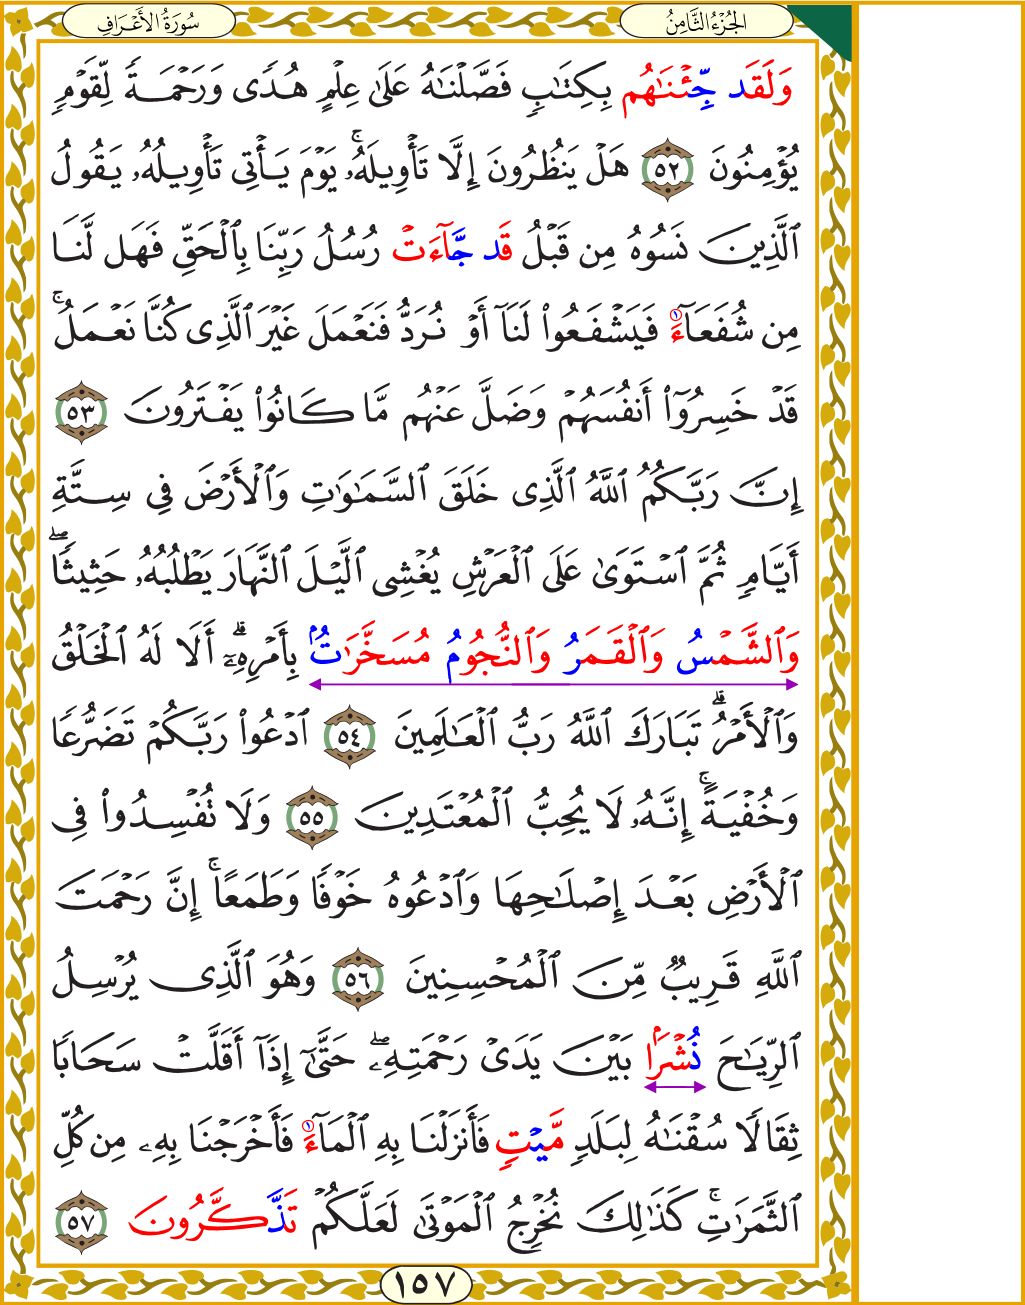 سُورَةُ الأَعْرَافِ
الجُزْءُ الثَّامِنُ
وَلَقَد جِّئْنَـٰهُم بِكِتَـٰبٍ فَصَّلْنَـٰهُ عَلَىٰ عِلْمٍ هُدًى وَرَحْمَةً لِّقَوْمٍ
يُؤْمِنُونَ ٥٢ هَلْ يَنظُرُونَ إِلَّا تَأْوِيلَهُۥ ۚ يَوْمَ يَأْتِى تَأْوِيلُهُۥ يَقُولُ
ٱلَّذِينَ نَسُوهُ مِن قَبْلُ قَد جَّآءَتْ رُسُلُ رَبِّنَا بِٱلْحَقِّ فَهَل لَّنَا
مِن شُفَعَآءَ ١ فَيَشْفَعُوا۟ لَنَآ أَوْ نُرَدُّ فَنَعْمَلَ غَيْرَ ٱلَّذِى كُنَّا نَعْمَلُ ۚ
قَدْ خَسِرُوٓا۟ أَنفُسَهُمْ وَضَلَّ عَنْهُم مَّا كَانُوا۟ يَفْتَرُونَ ٥٣
إِنَّ رَبَّكُمُ ٱللَّهُ ٱلَّذِى خَلَقَ ٱلسَّمَـٰوَٰتِ وَٱلْأَرْضَ فِى سِتَّةِ
أَيَّامٍ ثُمَّ ٱسْتَوَىٰ عَلَى ٱلْعَرْشِ يُغْشِى ٱلَّيْلَ ٱلنَّهَارَ يَطْلُبُهُۥ حَثِيثًا ۖ
وَٱلشَّمْسُ وَٱلْقَمَرُ وَٱلنُّجُومُ مُسَخَّرَٰتٌۢ بِأَمْرِهِۦٓ ۗ أَلَا لَهُ ٱلْخَلْقُ
وَٱلْأَمْرُ ۗ تَبَارَكَ ٱللَّهُ رَبُّ ٱلْعَـٰلَمِينَ ٥٤ ٱدْعُوا۟ رَبَّكُمْ تَضَرُّعًا
وَخُفْيَةً ۚ إِنَّهُۥ لَا يُحِبُّ ٱلْمُعْتَدِينَ ٥٥ وَلَا تُفْسِدُوا۟ فِى
ٱلْأَرْضِ بَعْدَ إِصْلَـٰحِهَا وَٱدْعُوهُ خَوْفًا وَطَمَعًا ۚ إِنَّ رَحْمَتَ
ٱللَّهِ قَرِيبٌ مِّنَ ٱلْمُحْسِنِينَ ٥٦ وَهُوَ ٱلَّذِى يُرْسِلُ
ٱلرِّيَـٰحَ نُشْرًۢا بَيْنَ يَدَىْ رَحْمَتِهِۦ ۖ حَتَّىٰٓ إِذَآ أَقَلَّتْ سَحَابًا
ثِقَالًا سُقْنَـٰهُ لِبَلَدٍ مَّيْتٍ فَأَنزَلْنَا بِهِ ٱلْمَآءَ ١ فَأَخْرَجْنَا بِهِۦ مِن كُلِّ
ٱلثَّمَرَٰتِ ۚ كَذَٰلِكَ نُخْرِجُ ٱلْمَوْتَىٰ لَعَلَّكُمْ تَذَّكَّرُونَ ٥٧
١٥٧